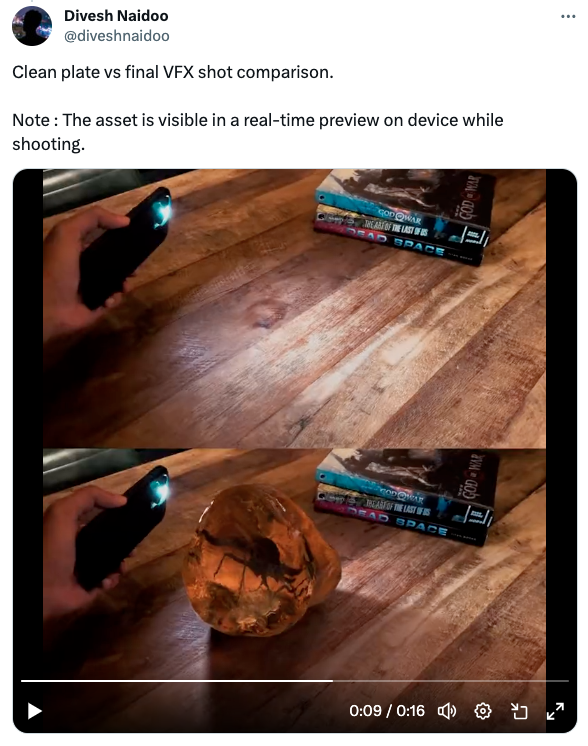 Divesh Naidoo
@diveshnaidoo
Clean plate vs final VFX shot comparison.
Note : The asset is visible in a real-time preview on device while
shooting.
GOD OF WAR
GOD OF WAR
THE ART OF THE LAST OF US
DEAD SPACE
GOD OF WAR
GOD OF WAR
THE ART OF THE LAST OF US
DEAD SPACE
0:09 / 0:16